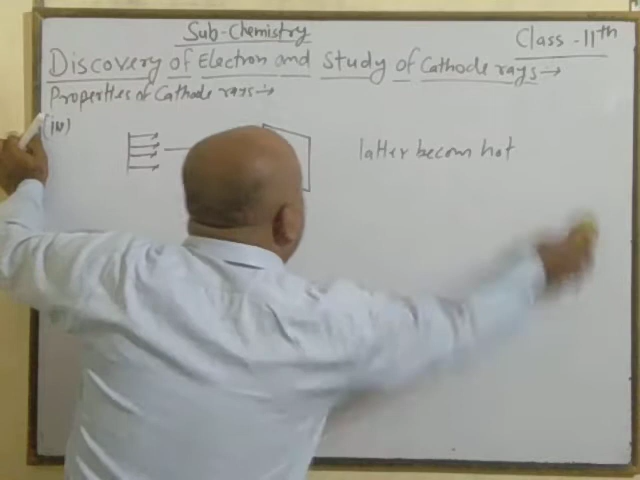 Sub-Chemistry
Class-11th
Discovery of Electron and Study of Cathode rays→
Properties of Cathode rays→
(iv)
latter becom hot